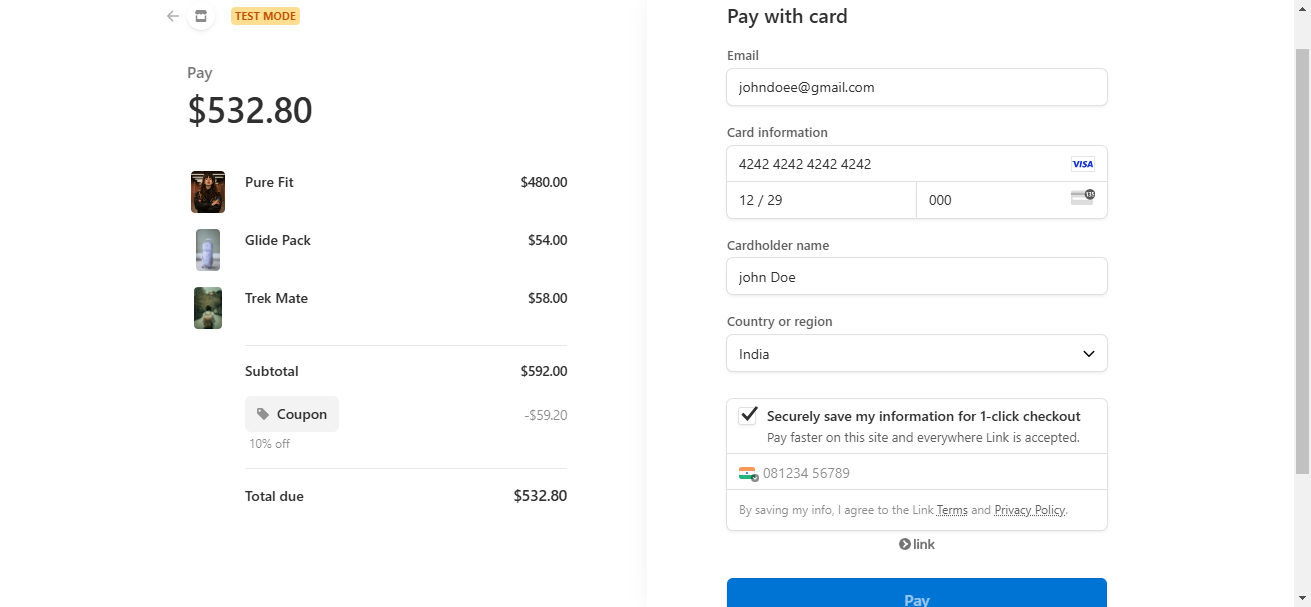 TEST MODE
Pay
$532.80
Pure Fit $480.00
Glide Pack $54.00
Trek Mate $58.00
Subtotal $592.00
Coupon -$59.20
10% off
Total due $532.80
Pay with card
Email
johndoee@gmail.com
Card information
4242 4242 4242 4242 VISA
12 / 29 000
Cardholder name
john Doe
Country or region
India
Securely save my information for 1-click checkout
Pay faster on this site and everywhere Link is accepted.
081234 56789
By saving my info, I agree to the Link Terms and Privacy Policy.
link
Pay